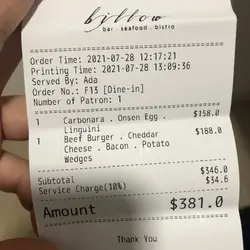 billow
bar . seafood . bistro
Order Time: 2021-07-28 12:17:21
Printing Time: 2021-07-28 13:09:36
Served By: Ada
Order No.: F13 [Dine-in]
Number of Patron: 1
1 Carbonara . Onsen Egg . $158.0
Linguini
1 Beef Burger . Cheddar $188.0
Cheese . Bacon . Potato
Wedges
Subtotal $346.0
Service Charge(10%) $34.6
Amount $381.0
Thank You